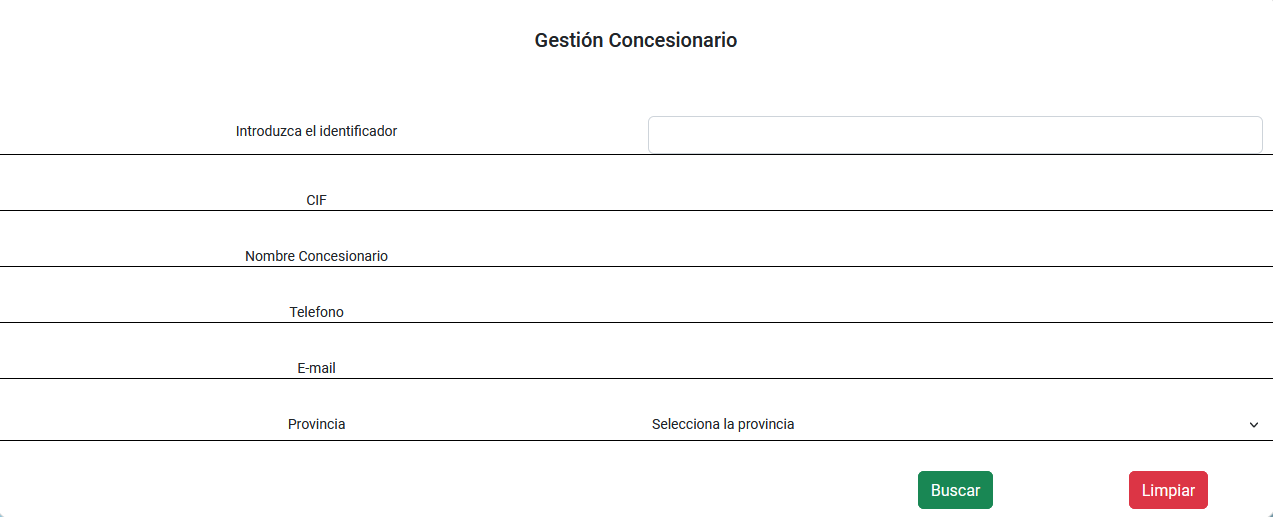 Gestión Concesionario
Introduzca el identificador
CIF
Nombre Concesionario
Telefono
E-mail
Provincia Selecciona la provincia
Buscar Limpiar